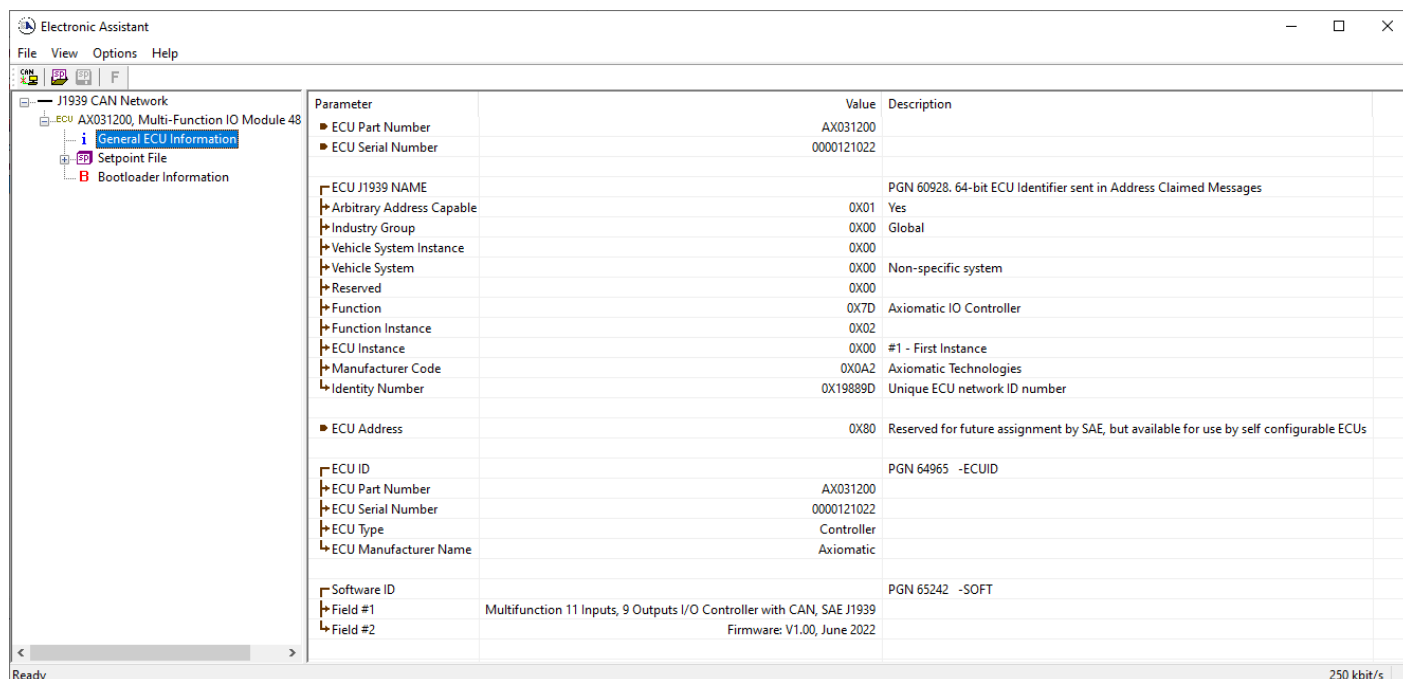 Electronic Assistant
File View Options Help
CAN SP SP F
J1939 CAN Network
ECU AX031200, Multi-Function IO Module 48
i General ECU Information
SP Setpoint File
B Bootloader Information
Parameter Value Description
ECU Part Number AX031200
ECU Serial Number 0000121022
ECU J1939 NAME PGN 60928. 64-bit ECU Identifier sent in Address Claimed Messages
Arbitrary Address Capable 0X01 Yes
Industry Group 0X00 Global
Vehicle System Instance 0X00
Vehicle System 0X00 Non-specific system
Reserved 0X00
Function 0X7D Axiomatic IO Controller
Function Instance 0X02
ECU Instance 0X00 #1 - First Instance
Manufacturer Code 0X0A2 Axiomatic Technologies
Identity Number 0X19889D Unique ECU network ID number
ECU Address 0X80 Reserved for future assignment by SAE, but available for use by self configurable ECUs
ECU ID PGN 64965 -ECUID
ECU Part Number AX031200
ECU Serial Number 0000121022
ECU Type Controller
ECU Manufacturer Name Axiomatic
Software ID PGN 65242 -SOFT
Field #1 Multifunction 11 Inputs, 9 Outputs I/O Controller with CAN, SAE J1939
Field #2 Firmware: V1.00, June 2022
Ready 250 kbit/s